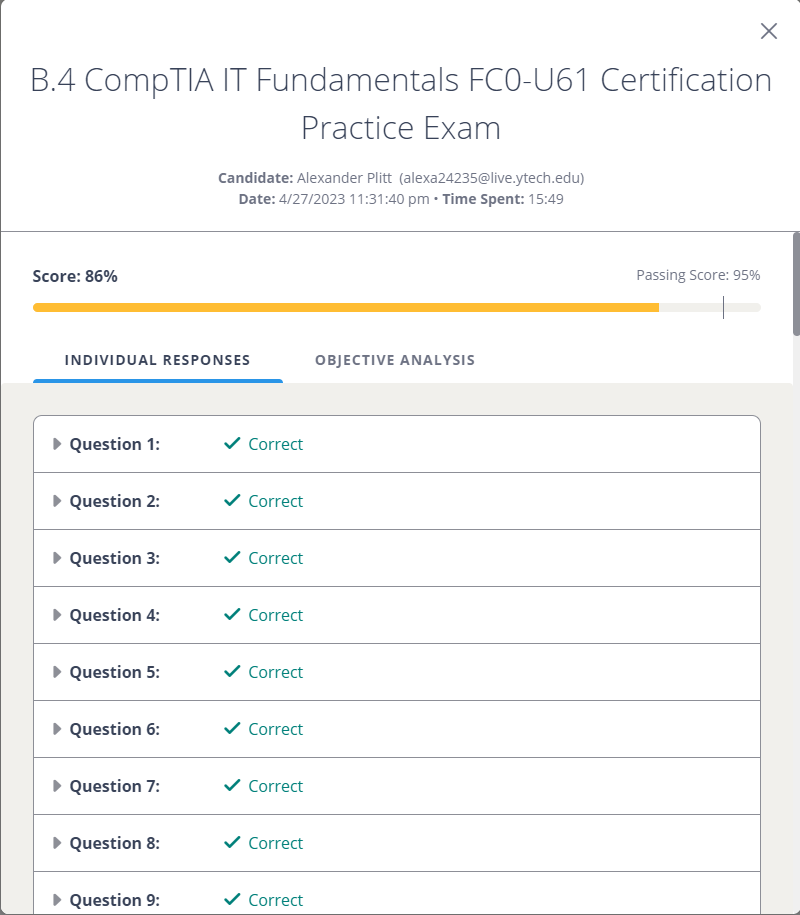 B.4 CompTIA IT Fundamentals FC0-U61 Certification
Practice Exam
Candidate: Alexander Plitt (alexa24235@live.ytech.edu)
Date: 4/27/2023 11:31:40 pm • Time Spent: 15:49
Score: 86%
Passing Score: 95%
INDIVIDUAL RESPONSES
OBJECTIVE ANALYSIS
Question 1: Correct
Question 2: Correct
Question 3: Correct
Question 4: Correct
Question 5: Correct
Question 6: Correct
Question 7: Correct
Question 8: Correct
Question 9: Correct